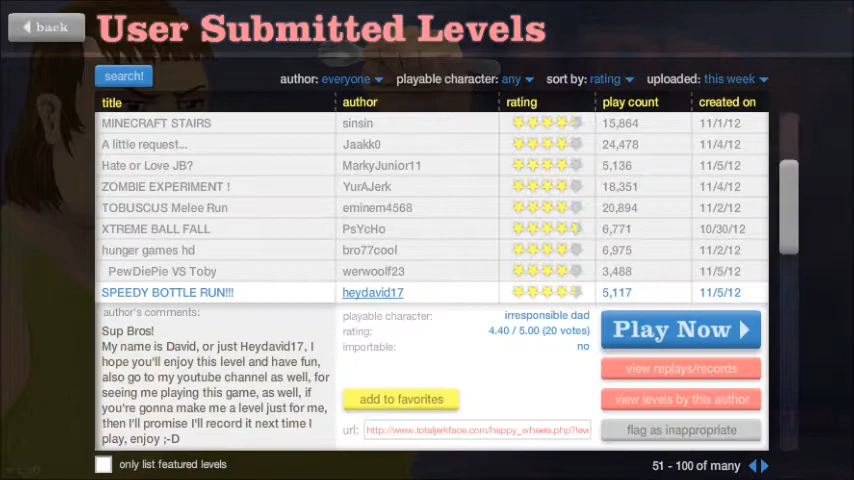 back
User Submitted Levels
search!
author: everyone playable character: any sort by: rating uploaded: this week
title author rating play count created on
MINECRAFT STAIRS sinsin 15,864 11/1/12
A little request... Jaakk0 24,478 11/4/12
Hate or Love JB? MarkyJunior11 5,136 11/5/12
ZOMBIE EXPERIMENT ! YurAJerk 18,351 11/4/12
TOBUSCUS Melee Run eminem4568 20,894 11/2/12
XTREME BALL FALL PsYcHo 6,771 10/30/12
hunger games hd bro77cool 6,975 11/2/12
PewDiePie VS Toby werwoolf23 3,488 11/5/12
SPEEDY BOTTLE RUN!!! heydavid17 5,117 11/5/12
author's comments:
Sup Bros!
My name is David, or just Heydavid17, I
hope you'll enjoy this level and have fun,
also go to my youtube channel as well, for
seeing me playing this game, as well, if
you're gonna make me a level just for me,
then I'll promise I'll record it next time I
play, enjoy ;-D
playable character: irresponsible dad
rating: 4.40 / 5.00 (20 votes)
importable: no
add to favorites
url: http://www.totaljerkface.com/happy_wheels.php?leve
Play Now
view replays/records
view levels by this author
flag as inappropriate
only list featured levels
51 - 100 of many